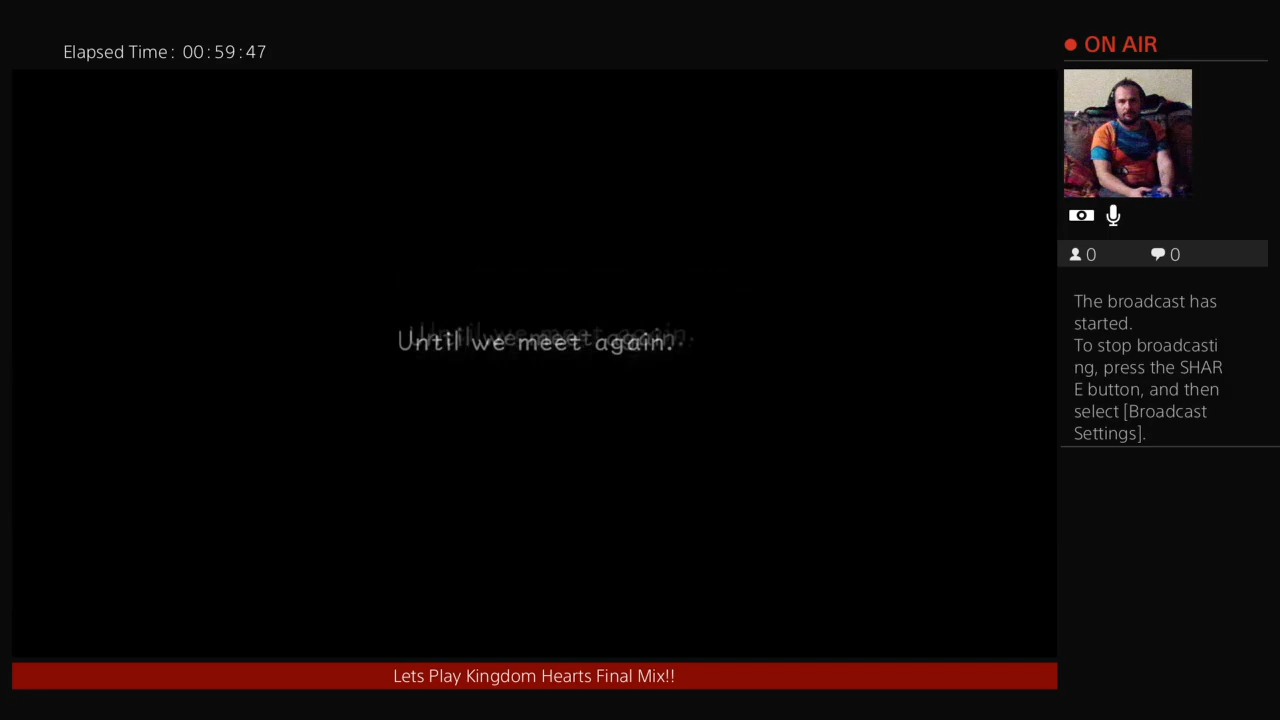 Elapsed Time: 00:59:47
ON AIR
0 0
The broadcast has
started.
To stop broadcasti
ng, press the SHAR
E button, and then
select [Broadcast
Settings].
Until we meet again.
Lets Play Kingdom Hearts Final Mix!!